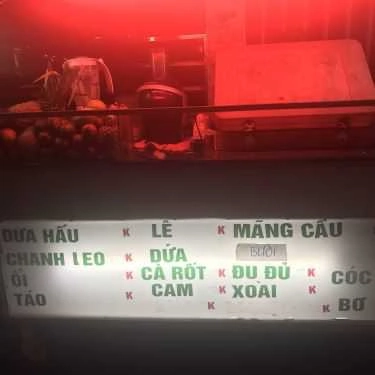 DƯA HẤU K LÊ K MÃNG CẦU
CHANH LEO K DỨA BƯỞI
ỔI K CÀ RỐT K ĐU ĐỦ K CÓC
TÁO K CAM K XOÀI K
K K BƠ